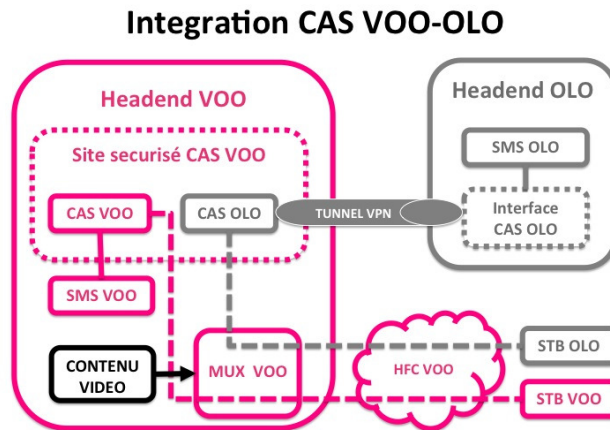 Integration CAS VOO-OLO
Headend VOO
Headend OLO
Site securisé CAS VOO
SMS OLO
CAS VOO
CAS OLO
TUNNEL VPN
Interface
CAS OLO
SMS VOO
CONTENU
VIDEO
MUX VOO
HFC VOO
STB OLO
STB VOO